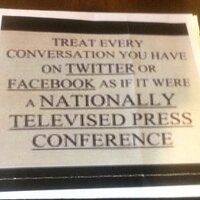 TREAT EVERY
CONVERSATION YOU HAVE
ON TWITTER OR
FACEBOOK AS IF IT WERE
A NATIONALLY
TELEVISED PRESS
CONFERENCE